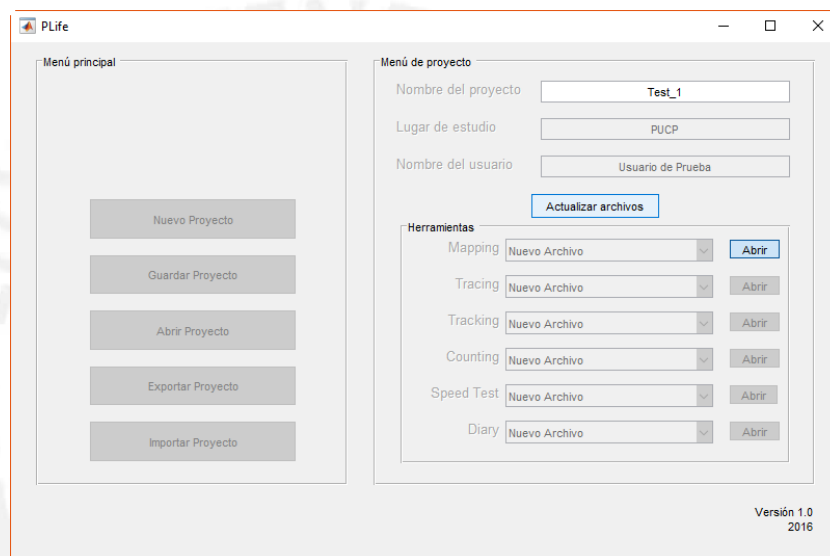 PLife
Menú principal
Nuevo Proyecto
Guardar Proyecto
Abrir Proyecto
Exportar Proyecto
Importar Proyecto
Menú de proyecto
Nombre del proyecto Test_1
Lugar de estudio PUCP
Nombre del usuario Usuario de Prueba
Actualizar archivos
Herramientas
Mapping Nuevo Archivo Abrir
Tracing Nuevo Archivo Abrir
Tracking Nuevo Archivo Abrir
Counting Nuevo Archivo Abrir
Speed Test Nuevo Archivo Abrir
Diary Nuevo Archivo Abrir
Versión 1.0
2016